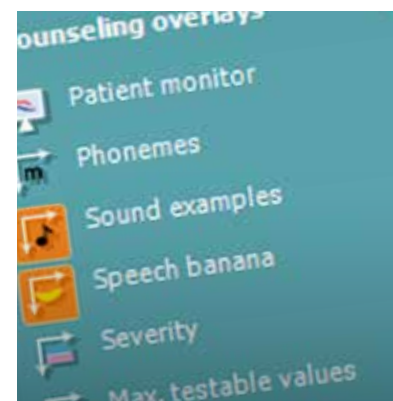 ounseling overlays
Patient monitor
m
Phonemes
Sound examples
Speech banana
Severity
Max. testable values